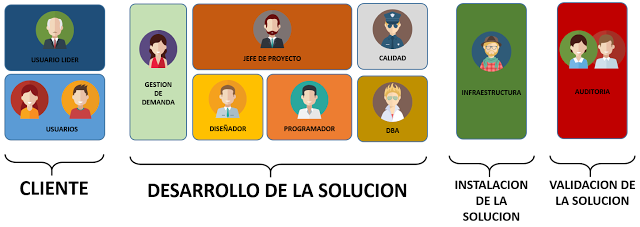 USUARIO LIDER
USUARIOS
GESTION
DE
DEMANDA
JEFE DE PROYECTO
CALIDAD
DISEÑADOR
PROGRAMADOR
DBA
INFRAESTRUCTURA
AUDITORIA
CLIENTE
DESARROLLO DE LA SOLUCION
INSTALACION
DE LA
SOLUCION
VALIDACION DE
LA SOLUCION